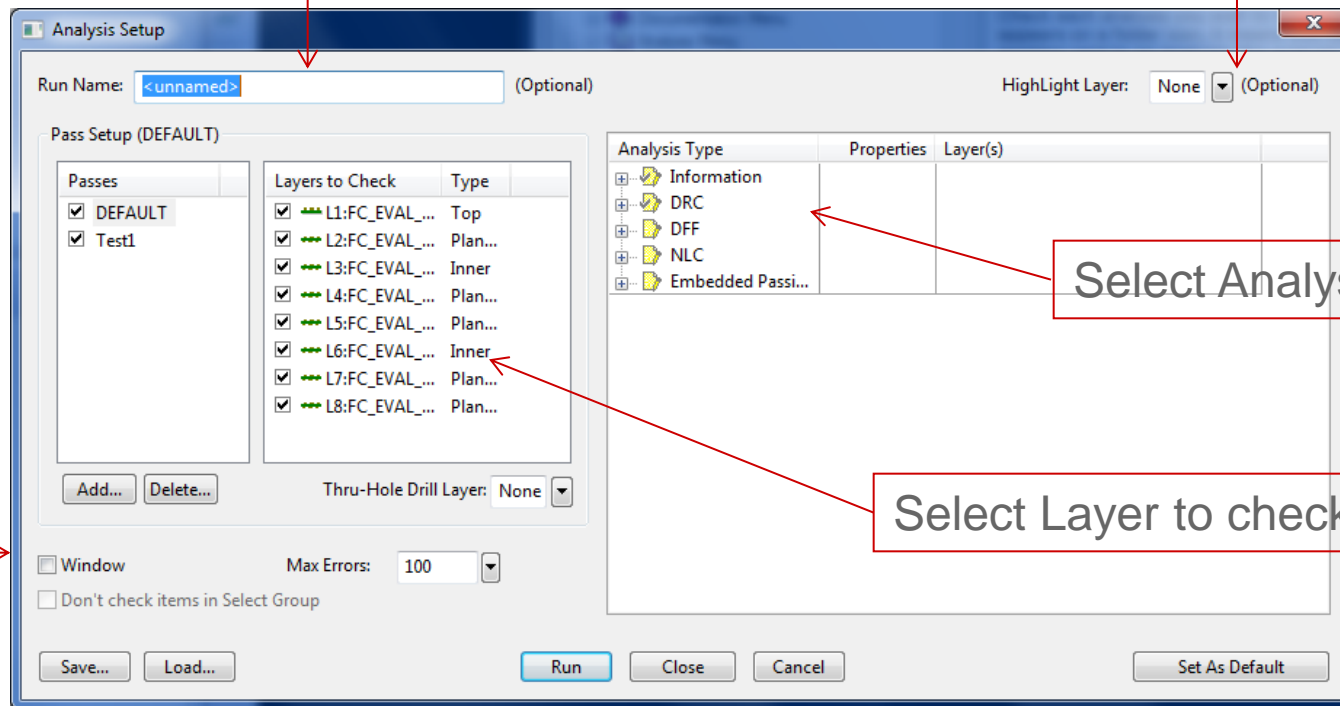 Analysis Setup
Run Name: <unnamed> (Optional) HighLight Layer: None (Optional)
Pass Setup (DEFAULT)
Passes
DEFAULT
Test1
Layers to Check Type
L1:FC_EVAL_... Top
L2:FC_EVAL_... Plan...
L3:FC_EVAL_... Inner
L4:FC_EVAL_... Plan...
L5:FC_EVAL_... Plan...
L6:FC_EVAL_... Inner
L7:FC_EVAL_... Plan...
L8:FC_EVAL_... Plan...
Add... Delete... Thru-Hole Drill Layer: None
Analysis Type Properties Layer(s)
Information
DRC
DFF
NLC
Embedded Passi...
Select Analys
Select Layer to check
Window Max Errors: 100
Don't check items in Select Group
Save... Load... Run Close Cancel Set As Default